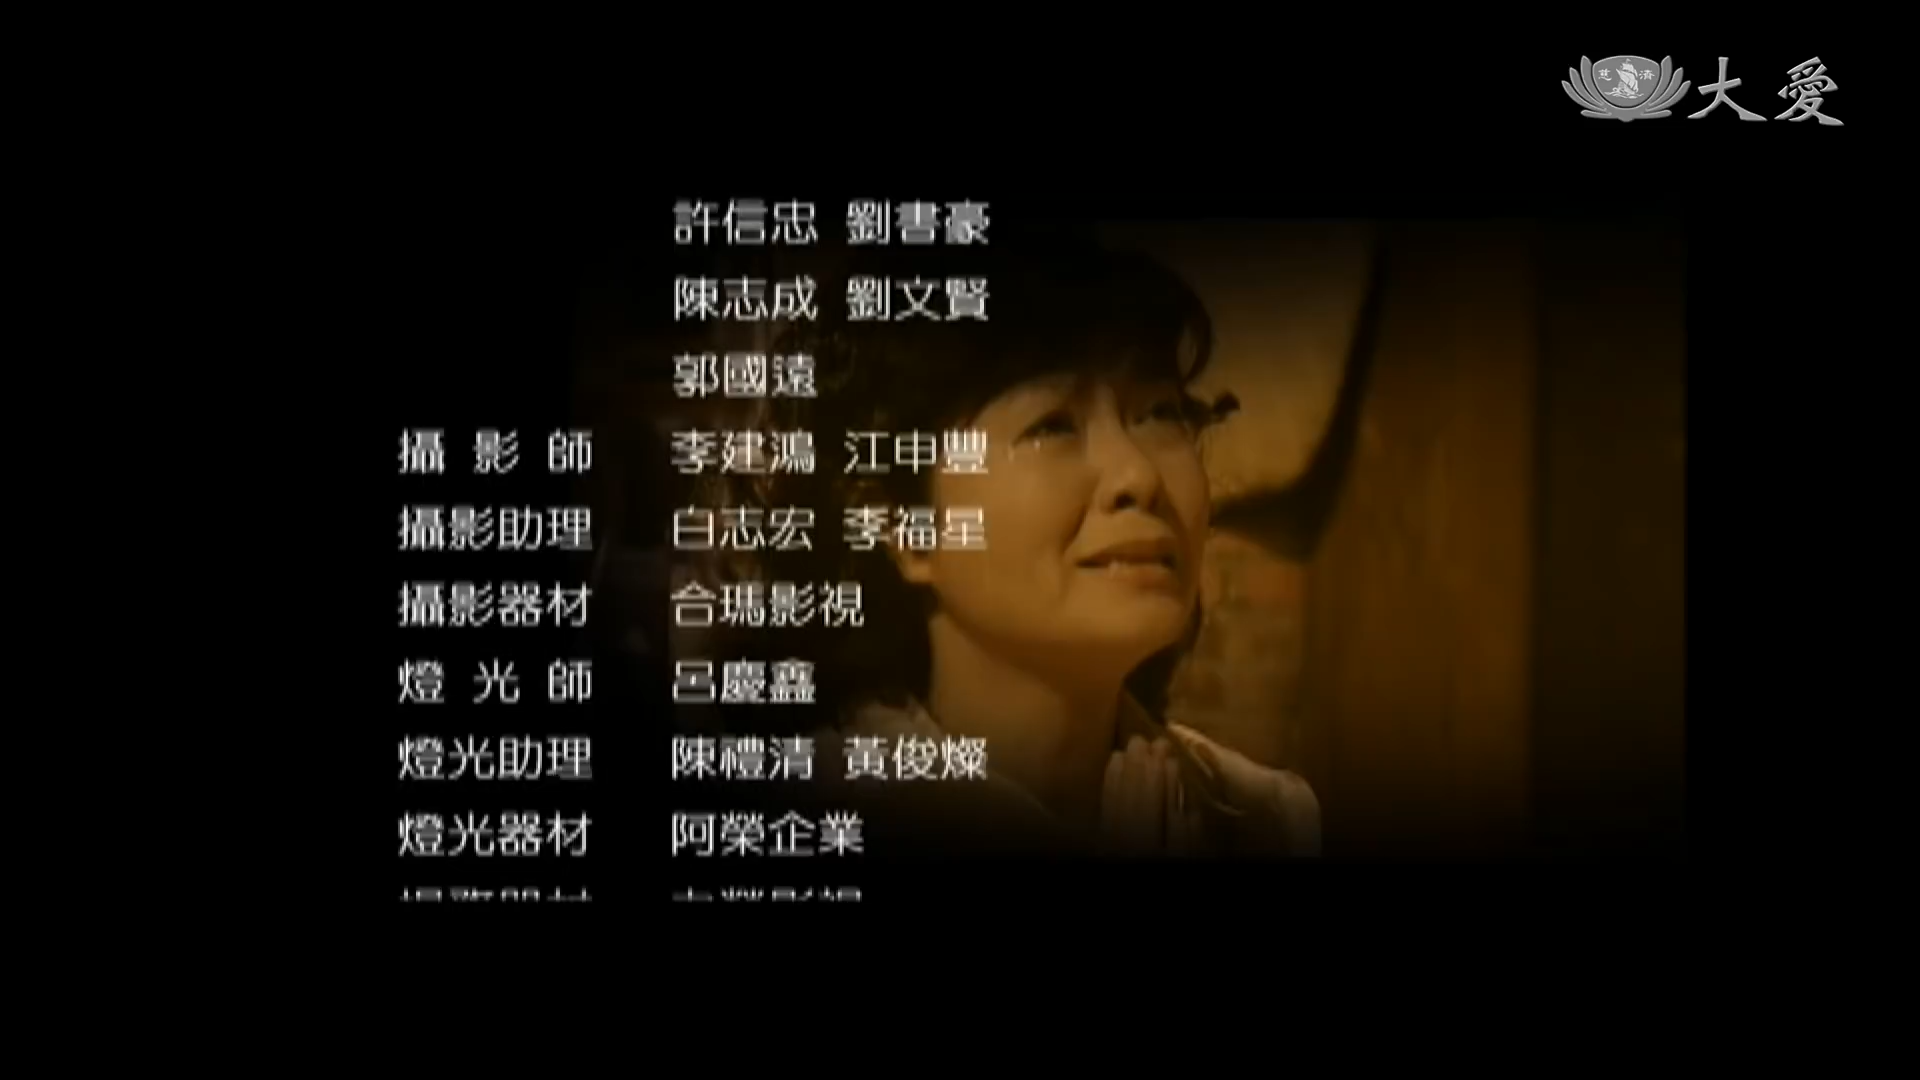 慈濟 大愛
許信忠 劉書豪
陳志成 劉文賢
郭國遠
攝影師 李建鴻 江申豐
攝影助理 白志宏 李福星
攝影器材 合瑪影視
燈光師 呂慶鑫
燈光助理 陳禮清 黃俊燦
燈光器材 阿榮企業